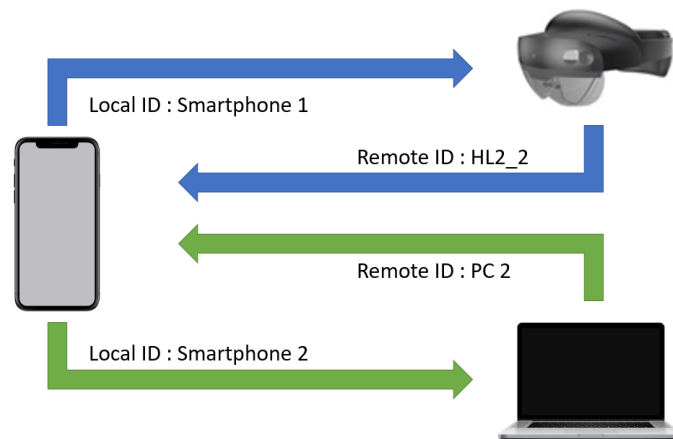 Local ID : Smartphone 1
Remote ID : HL2_2
Remote ID : PC 2
Local ID : Smartphone 2